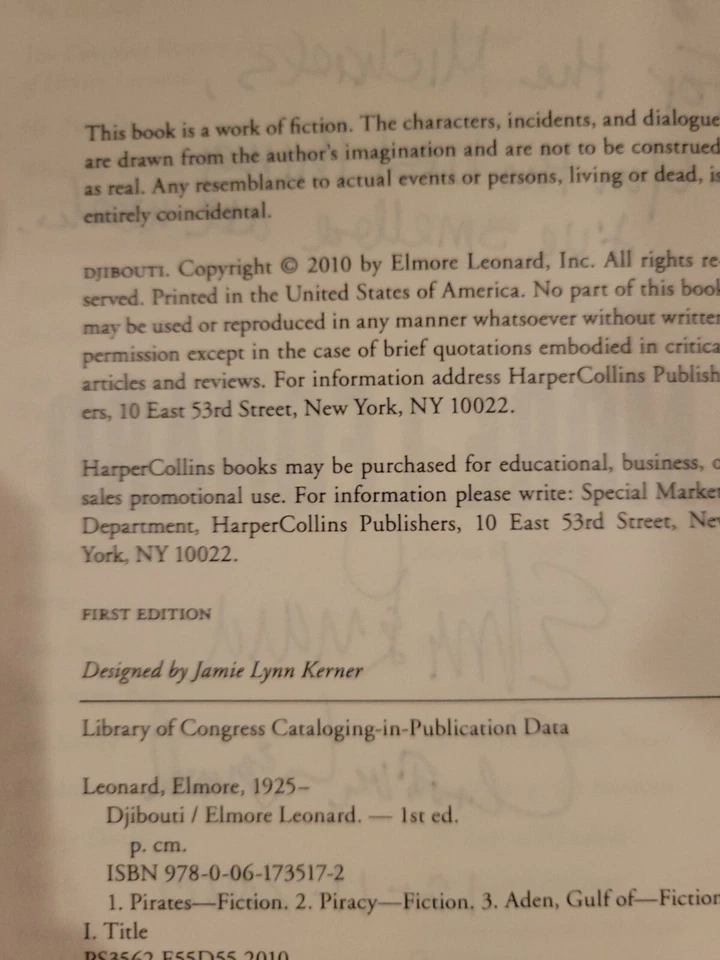 This book is a work of fiction. The characters, incidents, and dialogue
are drawn from the author's imagination and are not to be construed
as real. Any resemblance to actual events or persons, living or dead, is
entirely coincidental.
DJIBOUTI. Copyright © 2010 by Elmore Leonard, Inc. All rights re-
served. Printed in the United States of America. No part of this book
may be used or reproduced in any manner whatsoever without written
permission except in the case of brief quotations embodied in critica
articles and reviews. For information address HarperCollins Publish
ers, 10 East 53rd Street, New York, NY 10022.
HarperCollins books may be purchased for educational, business, o
sales promotional use. For information please write: Special Market
Department, HarperCollins Publishers, 10 East 53rd Street, New
York, NY 10022.
FIRST EDITION
Designed by Jamie Lynn Kerner
Library of Congress Cataloging-in-Publication Data
Leonard, Elmore, 1925–
Djibouti / Elmore Leonard. — 1st ed.
p. cm.
ISBN 978-0-06-173517-2
1. Pirates—Fiction. 2. Piracy—Fiction. 3. Aden, Gulf of—Fiction
I. Title
PS3562.E55D55 2010
For the Michaels,